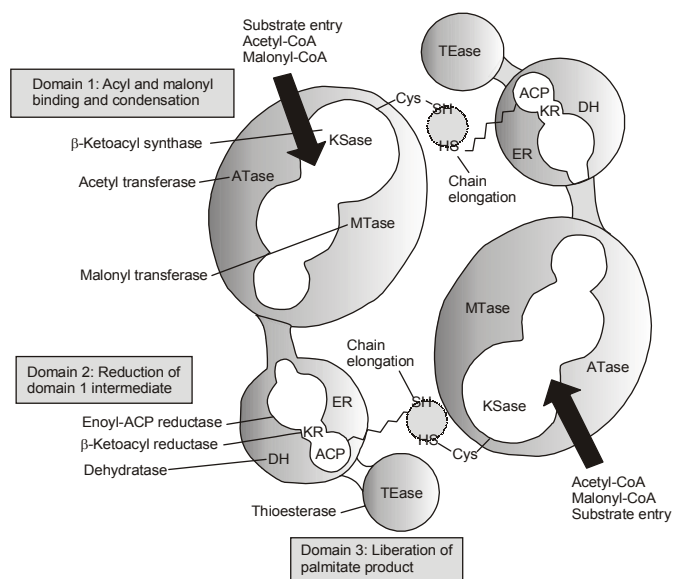 Substrate entry
Acetyl-CoA
Malonyl-CoA
TEase
Domain 1: Acyl and malonyl
binding and condensation
Cys
SH
ACP
KR
DH
β-Ketoacyl synthase
KSase
HS
ER
Acetyl transferase
ATase
Chain
elongation
MTase
Malonyl transferase
MTase
Chain
elongation
Domain 2: Reduction of
domain 1 intermediate
ATase
ER
SH
KSase
Enoyl-ACP reductase
KR
β-Ketoacyl reductase
HS
ACP
Cys
DH
Dehydratase
Acetyl-CoA
Malonyl-CoA
Substrate entry
TEase
Thioesterase
Domain 3: Liberation of
palmitate product